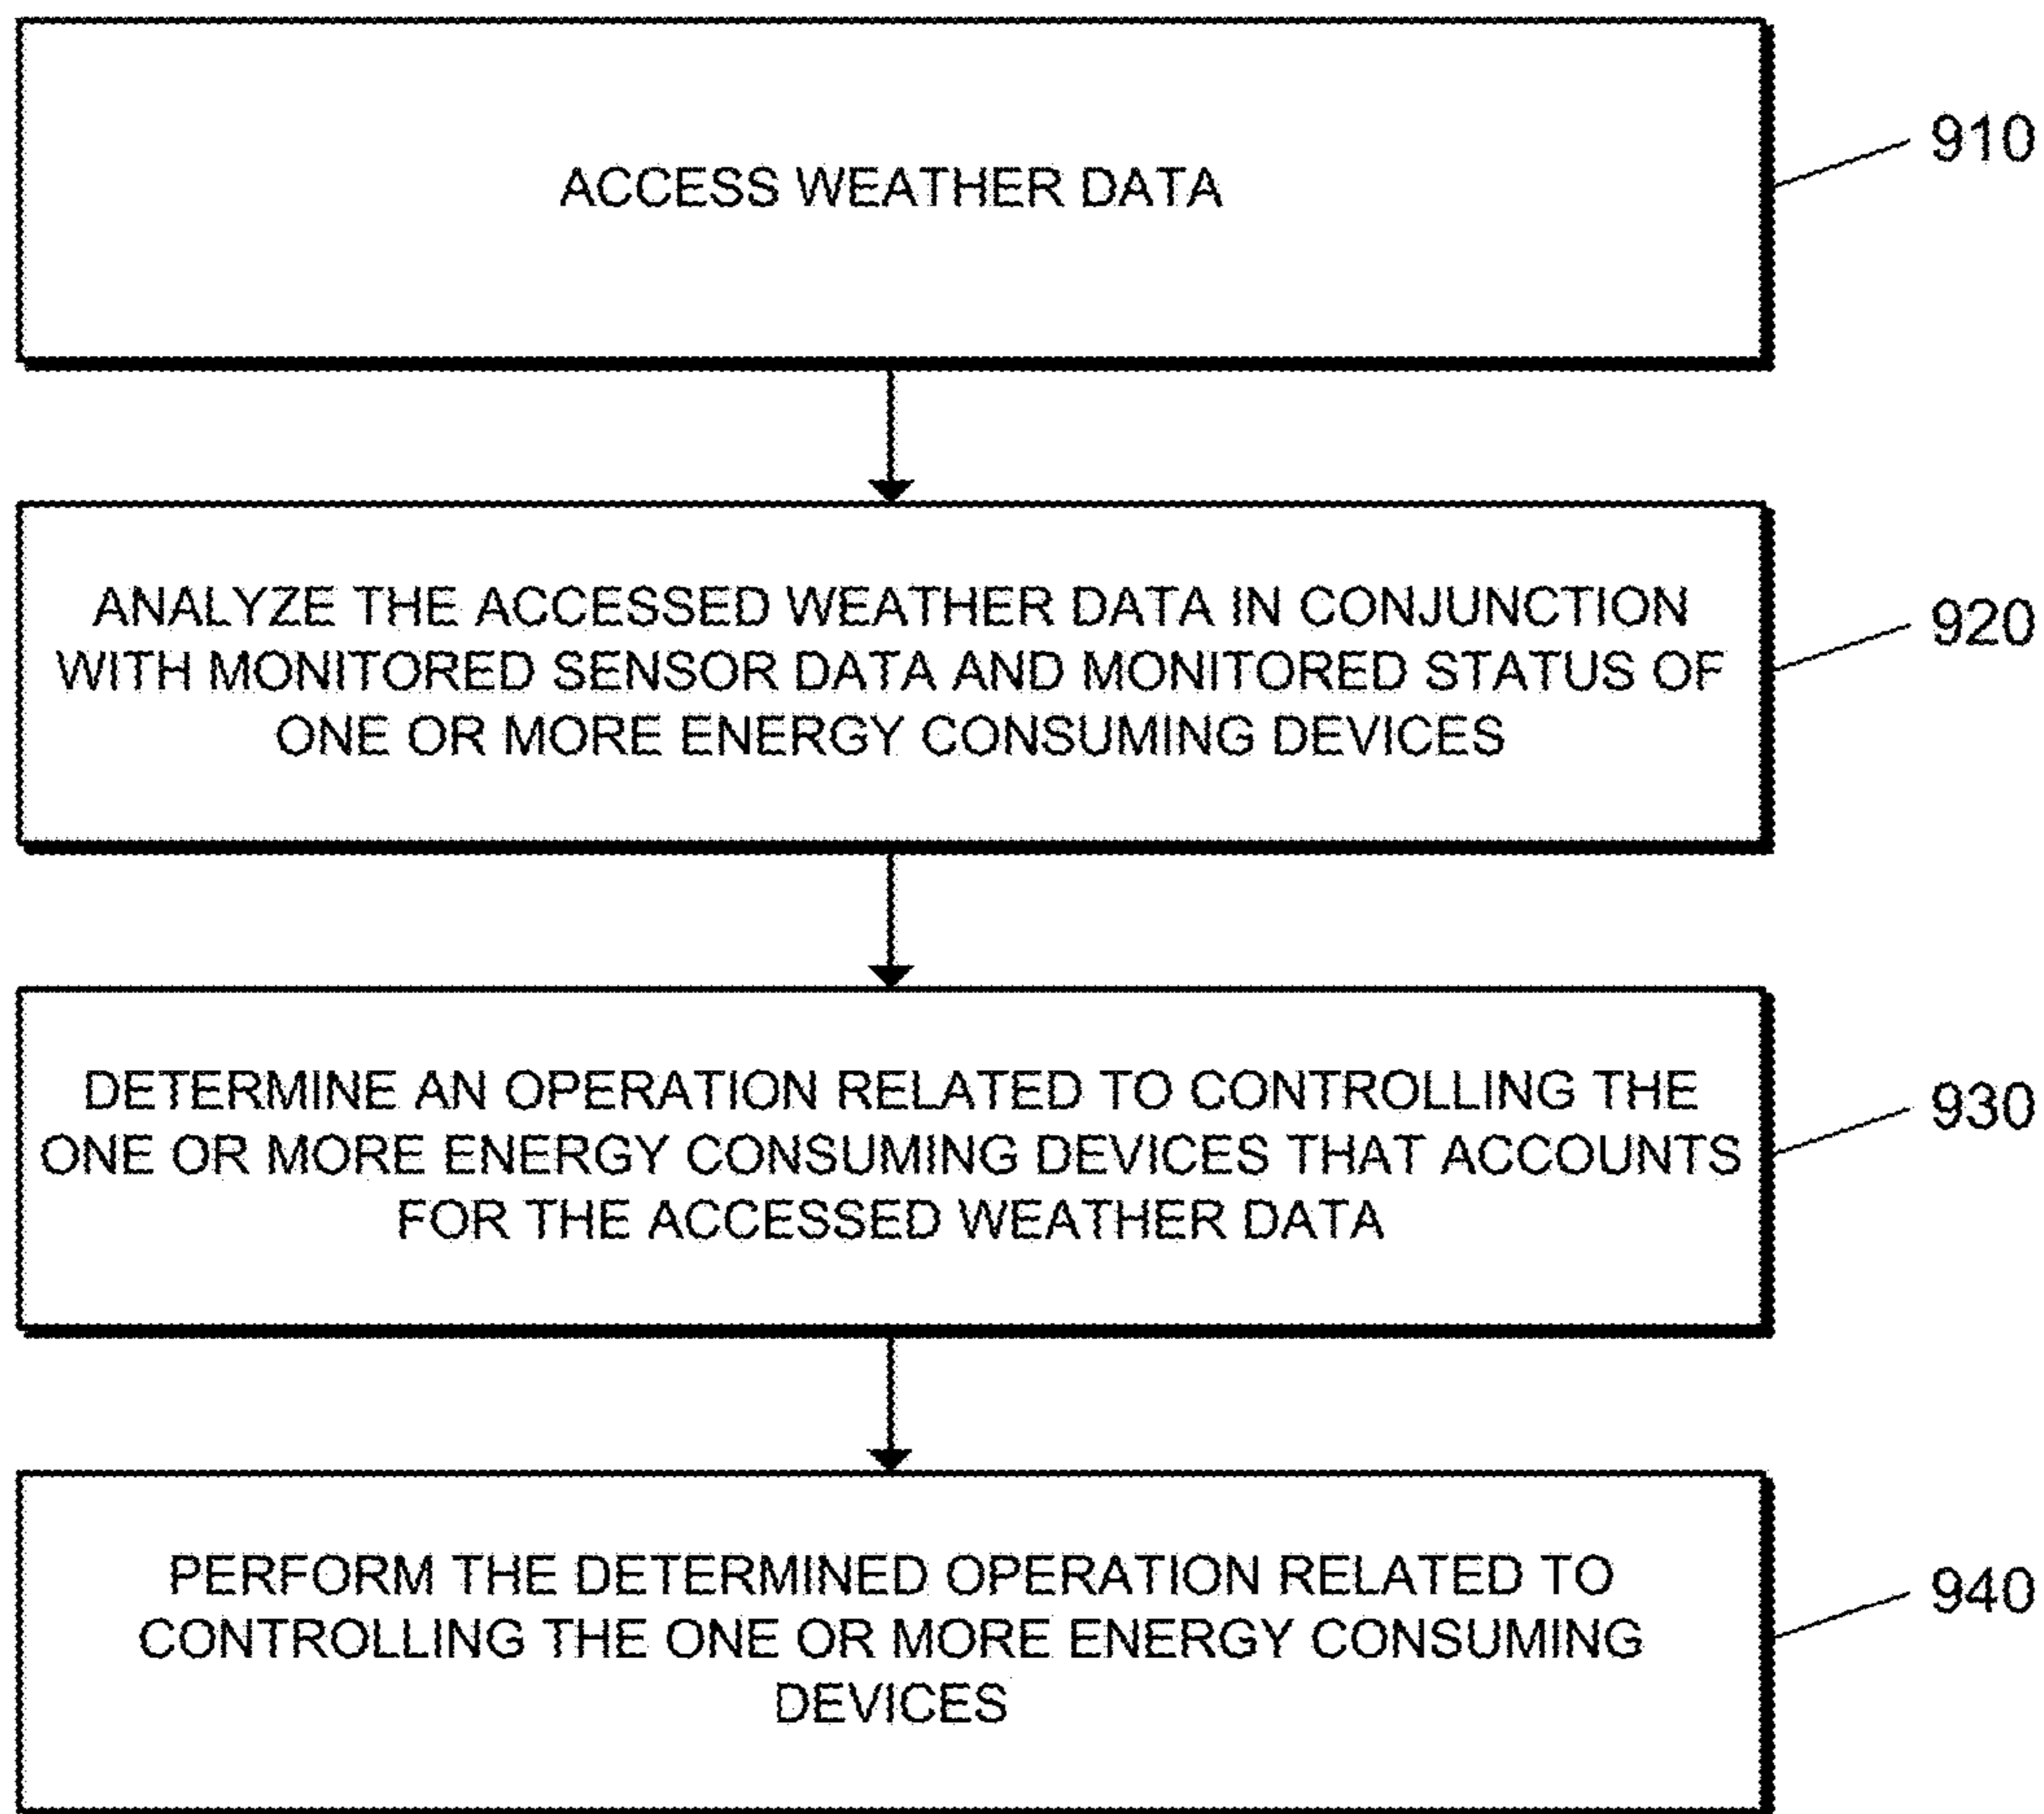 ACCESS WEATHER DATA
910
ANALYZE THE ACCESSED WEATHER DATA IN CONJUNCTION
WITH MONITORED SENSOR DATA AND MONITORED STATUS OF
ONE OR MORE ENERGY CONSUMING DEVICES
920
DETERMINE AN OPERATION RELATED TO CONTROLLING THE
ONE OR MORE ENERGY CONSUMING DEVICES THAT ACCOUNTS
FOR THE ACCESSED WEATHER DATA
930
PERFORM THE DETERMINED OPERATION RELATED TO
CONTROLLING THE ONE OR MORE ENERGY CONSUMING
DEVICES
940